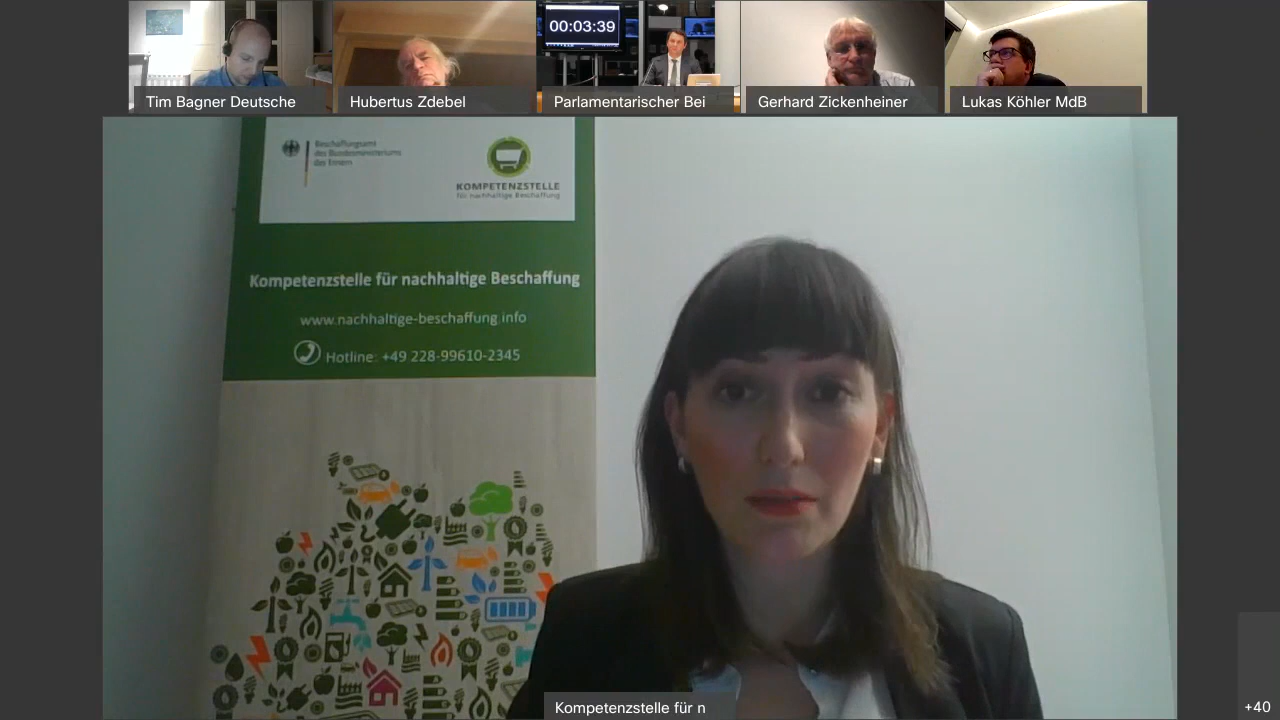 00:03:39
Tim Bagner Deutsche
Hubertus Zdebel
Parlamentarischer Bei
Gerhard Zickenheiner
Lukas Köhler MdB
Beschaffungsamt
des Bundesministeriums
des Innern
KOMPETENZSTELLE
für nachhaltige Beschaffung
Kompetenzstelle für nachhaltige Beschaffung
www.nachhaltige-beschaffung.info
Hotline: +49 228-99610-2345
Kompetenzstelle für n
+40